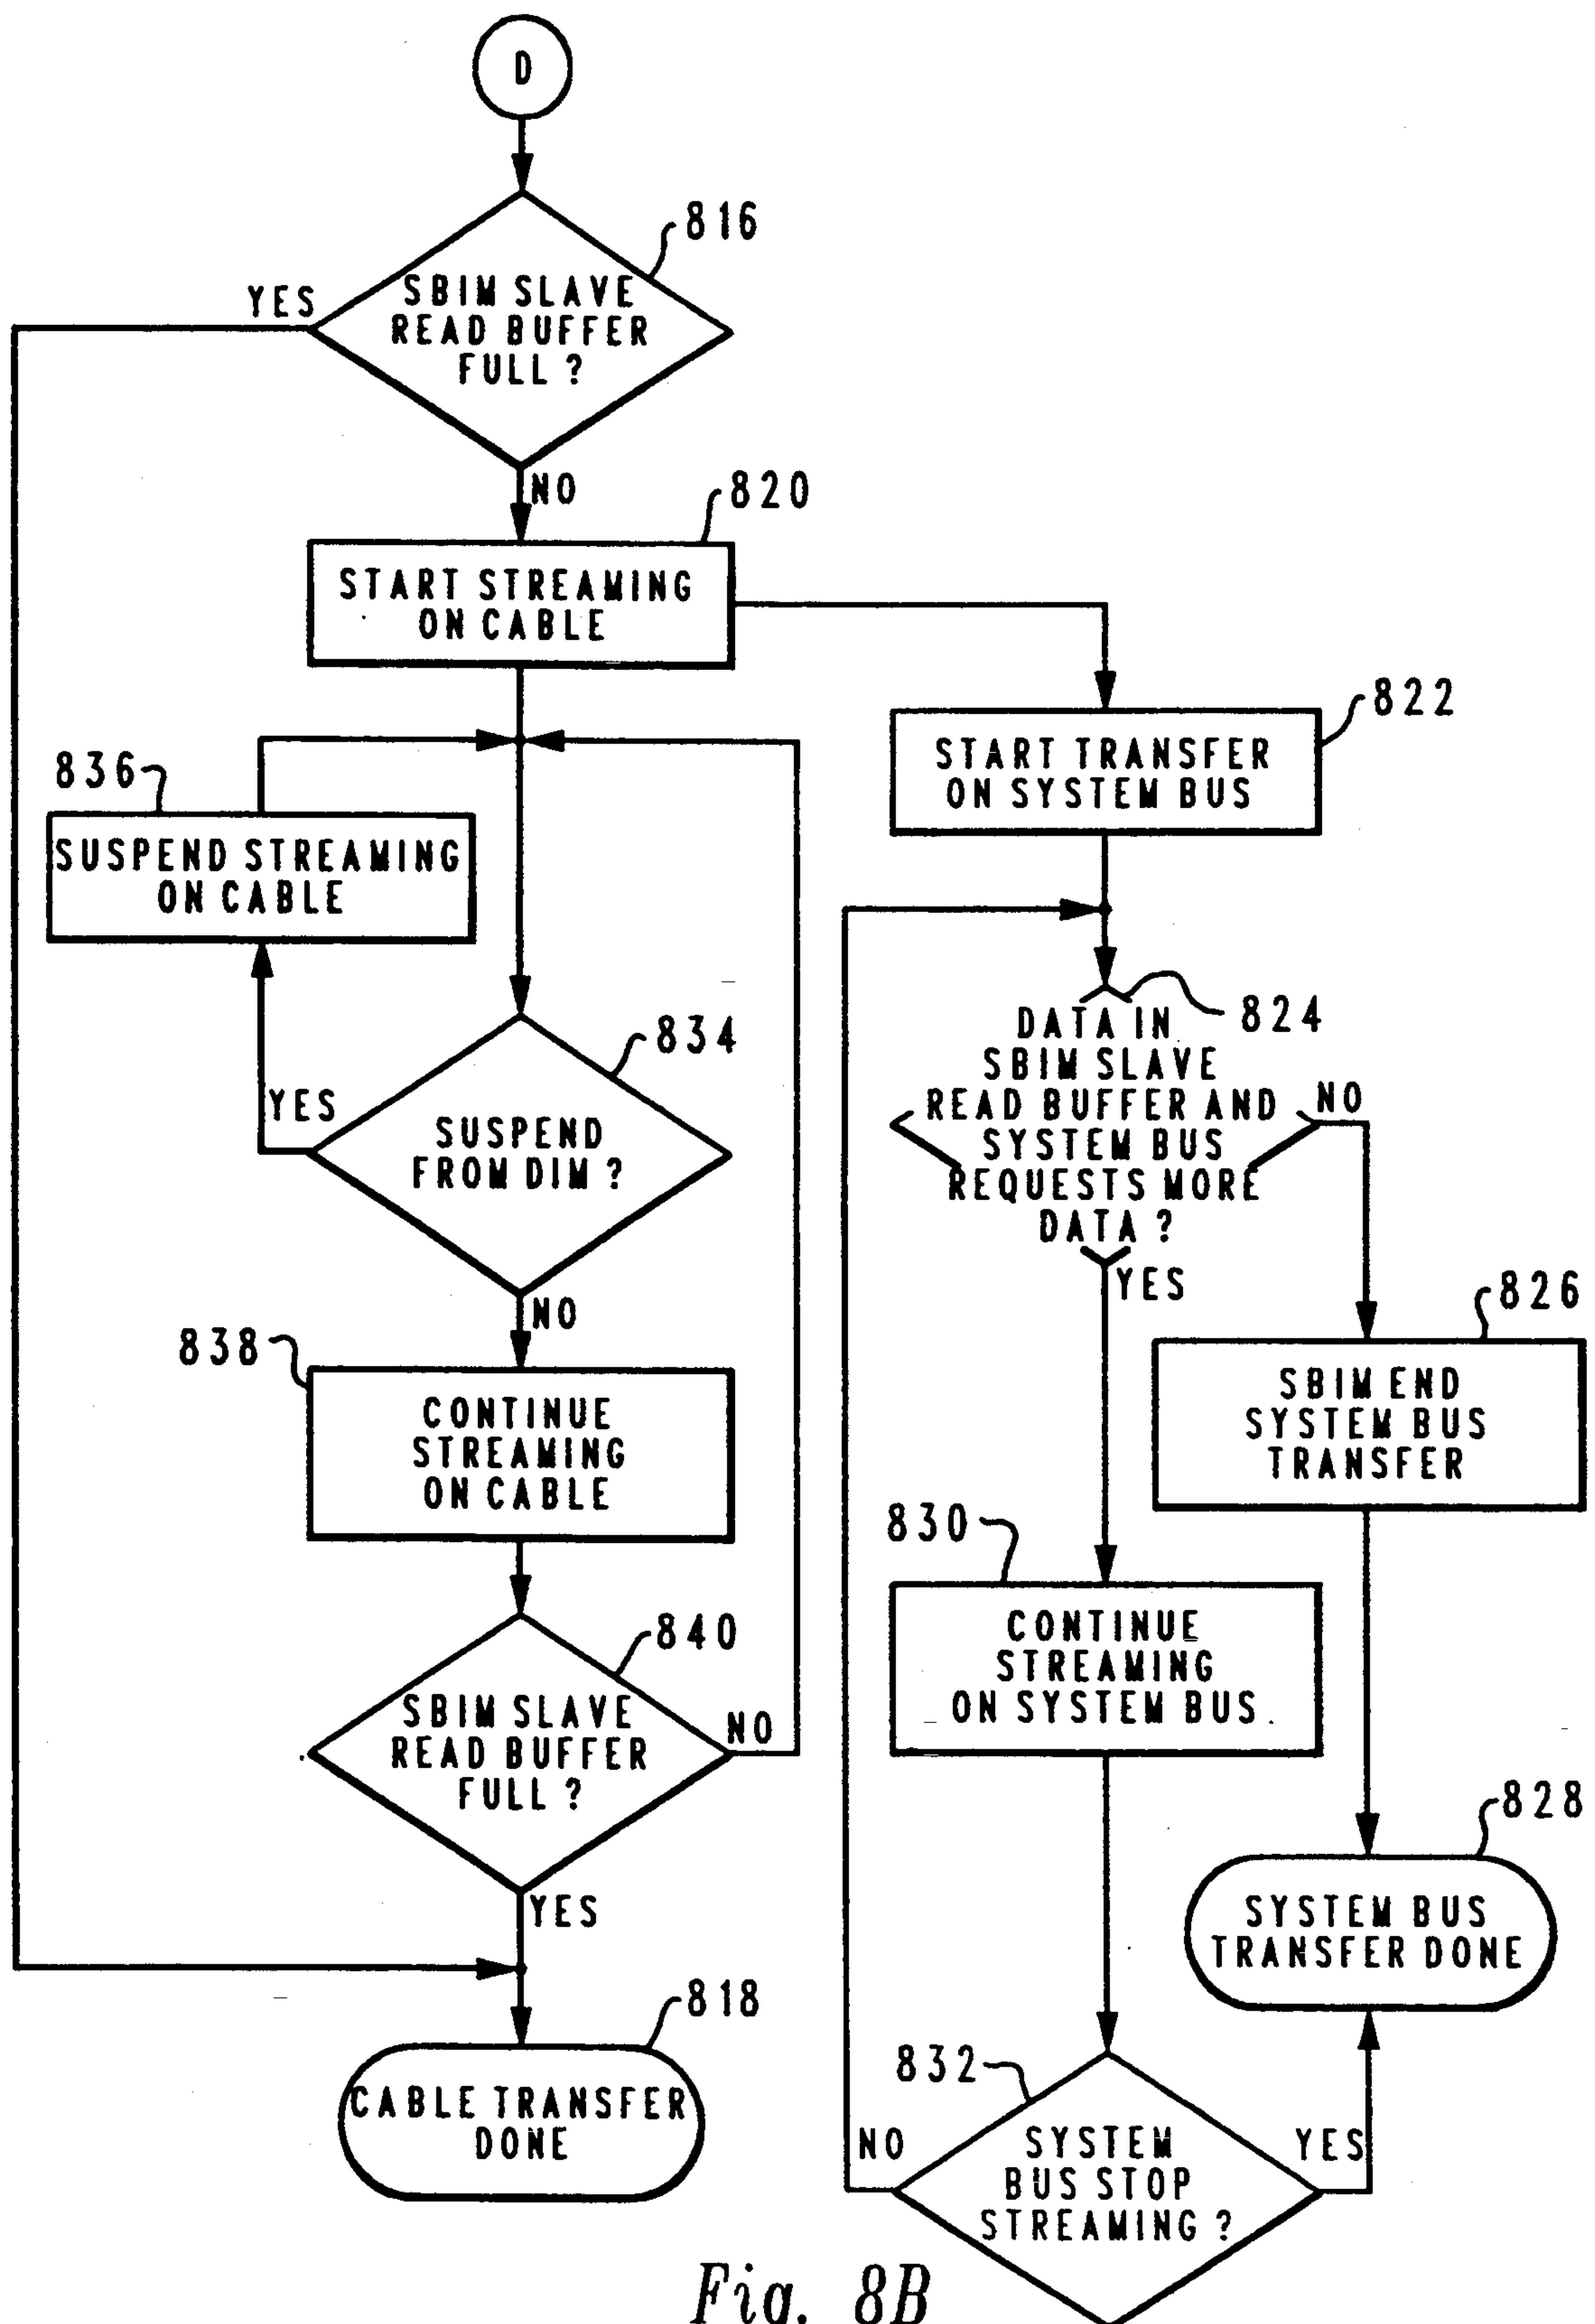 D
816
YES
SBIM SLAVE
READ BUFFER
FULL ?
NO
820
START STREAMING
ON CABLE
822
START TRANSFER
ON SYSTEM BUS
836
SUSPEND STREAMING
ON CABLE
824
DATA IN
SBIM SLAVE
READ BUFFER AND
SYSTEM BUS
REQUESTS MORE
DATA ?
NO
YES
834
YES
SUSPEND
FROM DIM ?
NO
826
SBIM END
SYSTEM BUS
TRANSFER
838
CONTINUE
STREAMING
ON CABLE
830
CONTINUE
STREAMING
ON SYSTEM BUS
840
SBIM SLAVE
READ BUFFER
FULL ?
NO
YES
828
SYSTEM BUS
TRANSFER DONE
818
CABLE TRANSFER
DONE
832
NO
SYSTEM
BUS STOP
STREAMING ?
YES
Fig. 8B